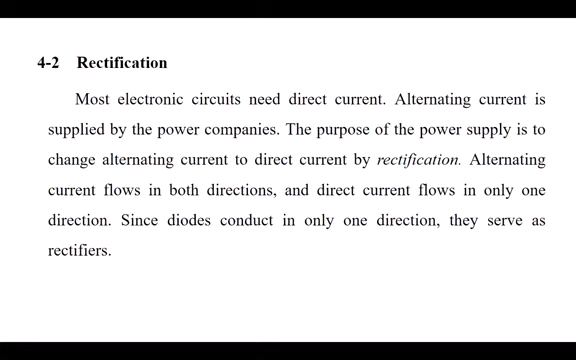 4-2 Rectification
Most electronic circuits need direct current. Alternating current is
supplied by the power companies. The purpose of the power supply is to
change alternating current to direct current by rectification. Alternating
current flows in both directions, and direct current flows in only one
direction. Since diodes conduct in only one direction, they serve as
rectifiers.